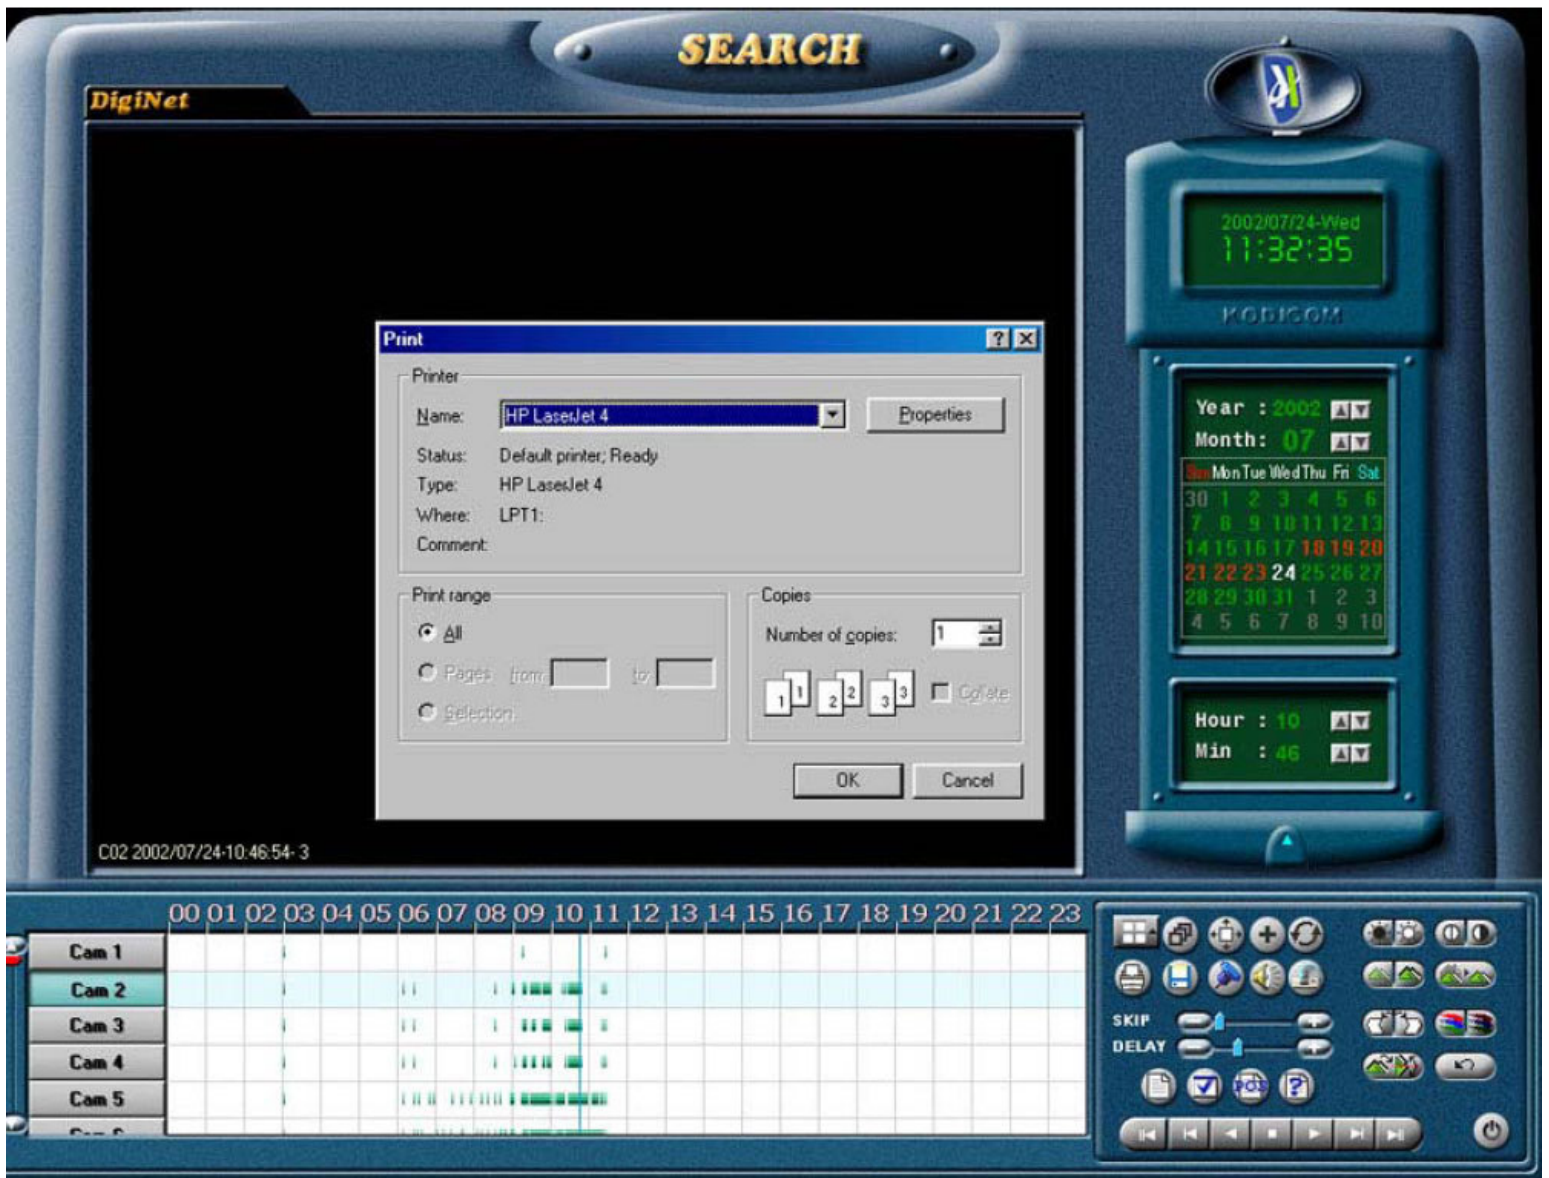 SEARCH
DigiNet
2002/07/24-Wed
11:32:35
KODICOM
Print
Printer
Name: HP LaserJet 4 Properties
Status: Default printer; Ready
Type: HP LaserJet 4
Where: LPT1:
Comment:
Print range
All
Pages from: to:
Selection
Copies
Number of copies: 1
1 1 2 2 3 3 Collate
OK Cancel
Year : 2002
Month: 07
Sun Mon Tue Wed Thu Fri Sat
30 1 2 3 4 5 6
7 8 9 10 11 12 13
14 15 16 17 18 19 20
21 22 23 24 25 26 27
28 29 30 31 1 2 3
4 5 6 7 8 9 10
Hour : 10
Min : 46
C02 2002/07/24-10:46:54- 3
00 01 02 03 04 05 06 07 08 09 10 11 12 13 14 15 16 17 18 19 20 21 22 23
Cam 1
Cam 2
Cam 3
Cam 4
Cam 5
SKIP
DELAY
POS